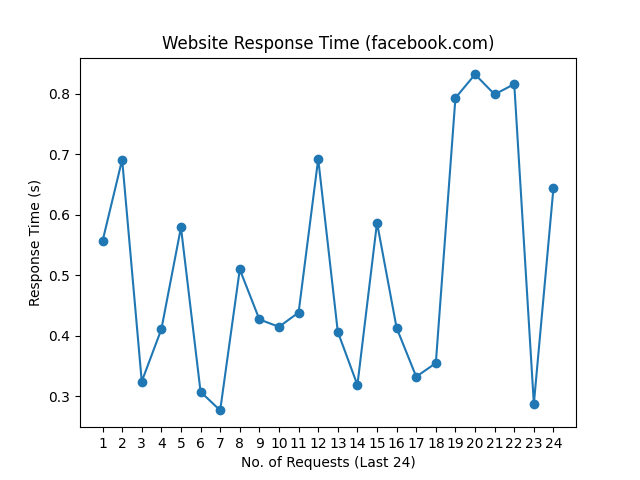 Website Response Time (facebook.com)
Response Time (s)
0.8
0.7
0.6
0.5
0.4
0.3
1 2 3 4 5 6 7 8 9 10 11 12 13 14 15 16 17 18 19 20 21 22 23 24
No. of Requests (Last 24)